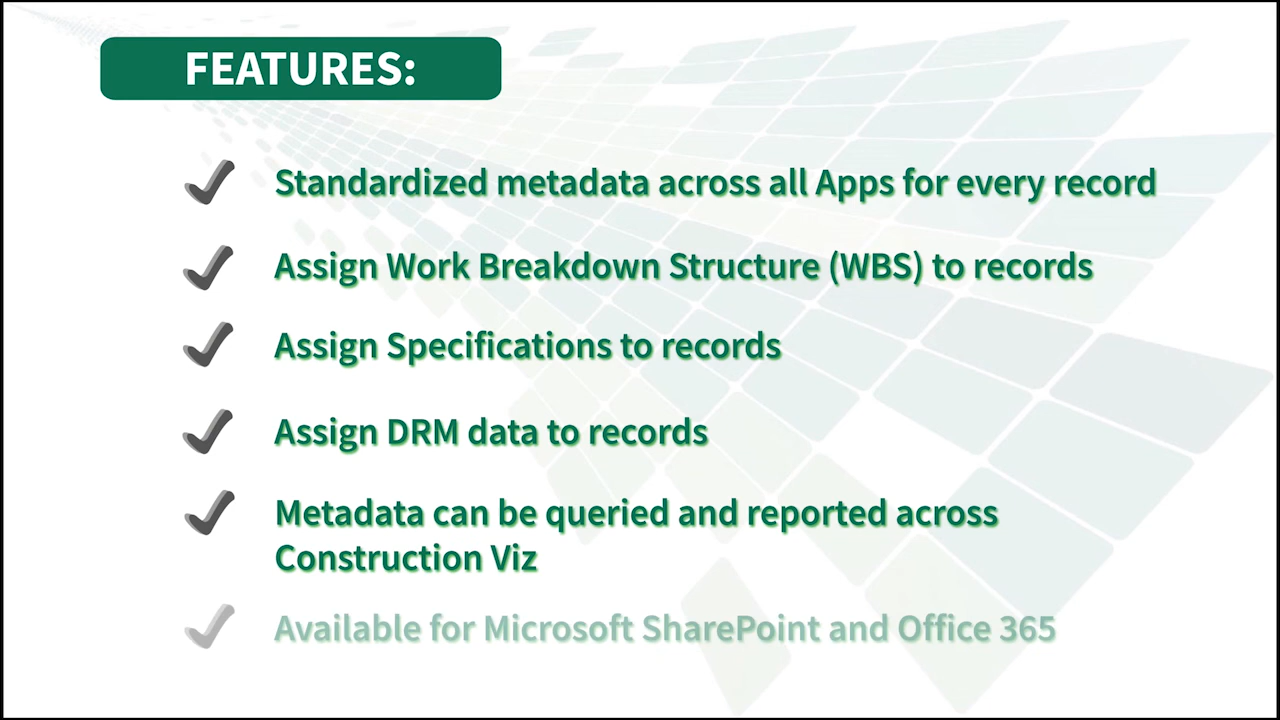 FEATURES:
Standardized metadata across all Apps for every record
Assign Work Breakdown Structure (WBS) to records
Assign Specifications to records
Assign DRM data to records
Metadata can be queried and reported across
Construction Viz
Available for Microsoft SharePoint and Office 365